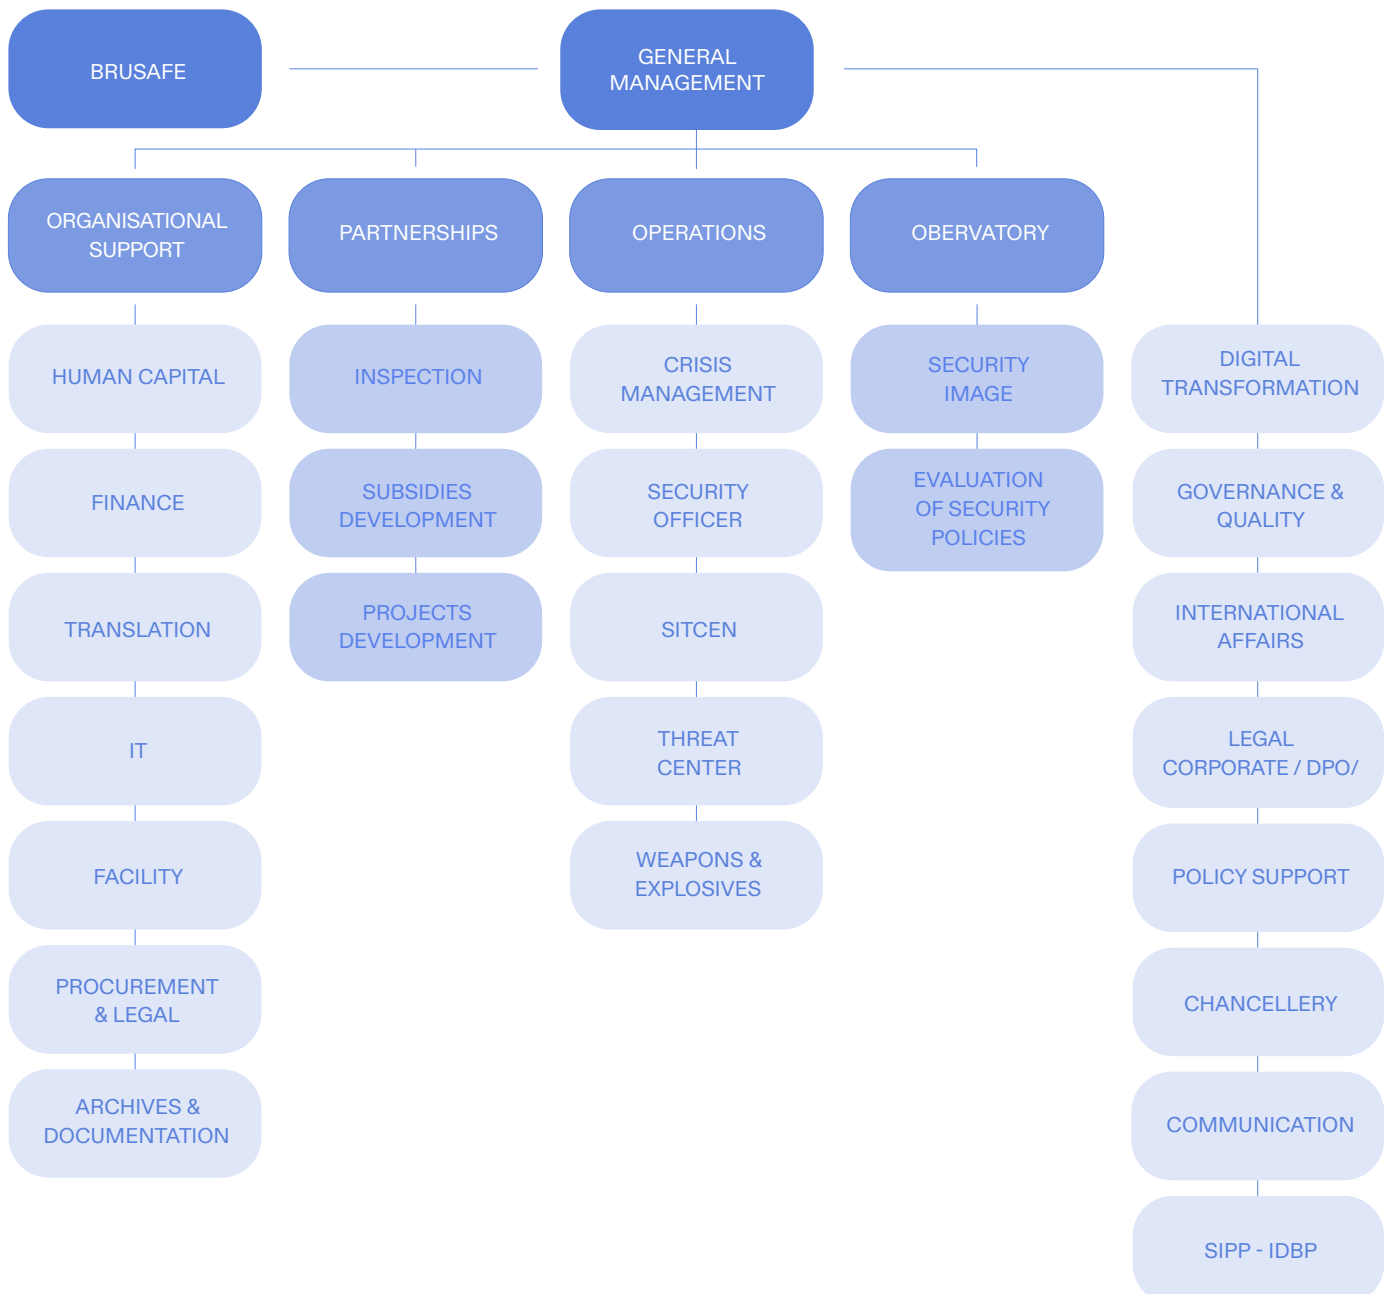 BRUSAFE
GENERAL
MANAGEMENT
ORGANISATIONAL
SUPPORT
PARTNERSHIPS
OPERATIONS
OBERVATORY
HUMAN CAPITAL
FINANCE
TRANSLATION
IT
FACILITY
PROCUREMENT
& LEGAL
ARCHIVES &
DOCUMENTATION
INSPECTION
SUBSIDIES
DEVELOPMENT
PROJECTS
DEVELOPMENT
CRISIS
MANAGEMENT
SECURITY
OFFICER
SITCEN
THREAT
CENTER
WEAPONS &
EXPLOSIVES
SECURITY
IMAGE
EVALUATION
OF SECURITY
POLICIES
DIGITAL
TRANSFORMATION
GOVERNANCE &
QUALITY
INTERNATIONAL
AFFAIRS
LEGAL
CORPORATE / DPO/
POLICY SUPPORT
CHANCELLERY
COMMUNICATION
SIPP - IDBP